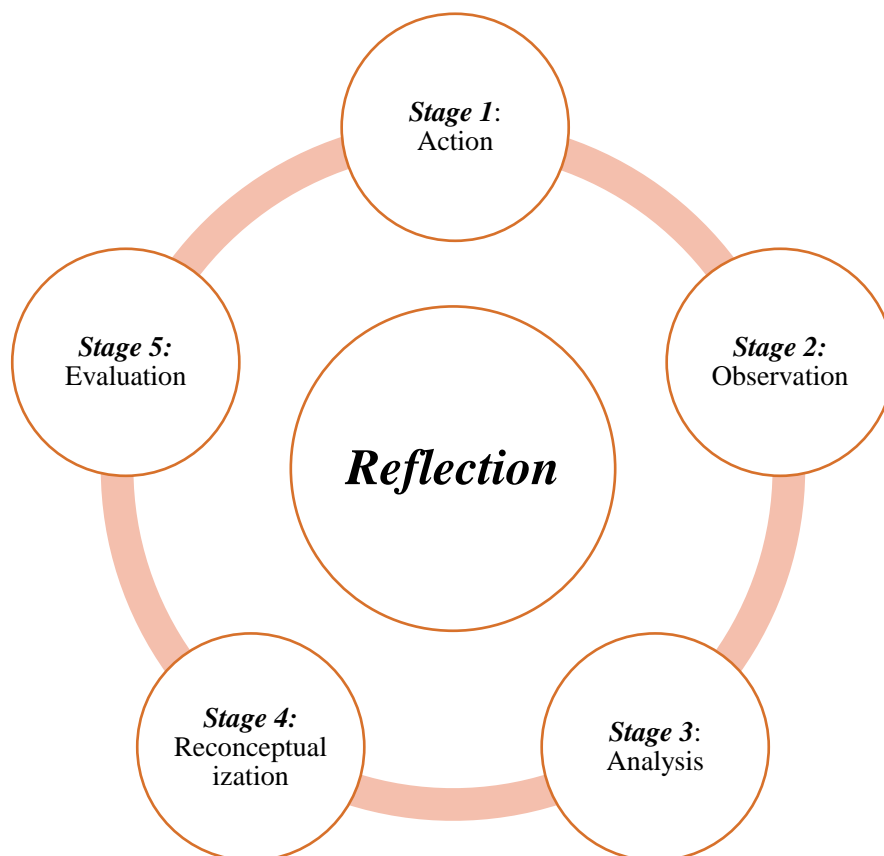 Stage 1:
Action
Stage 2:
Observation
Stage 3:
Analysis
Stage 4:
Reconceptual
ization
Stage 5:
Evaluation
Reflection